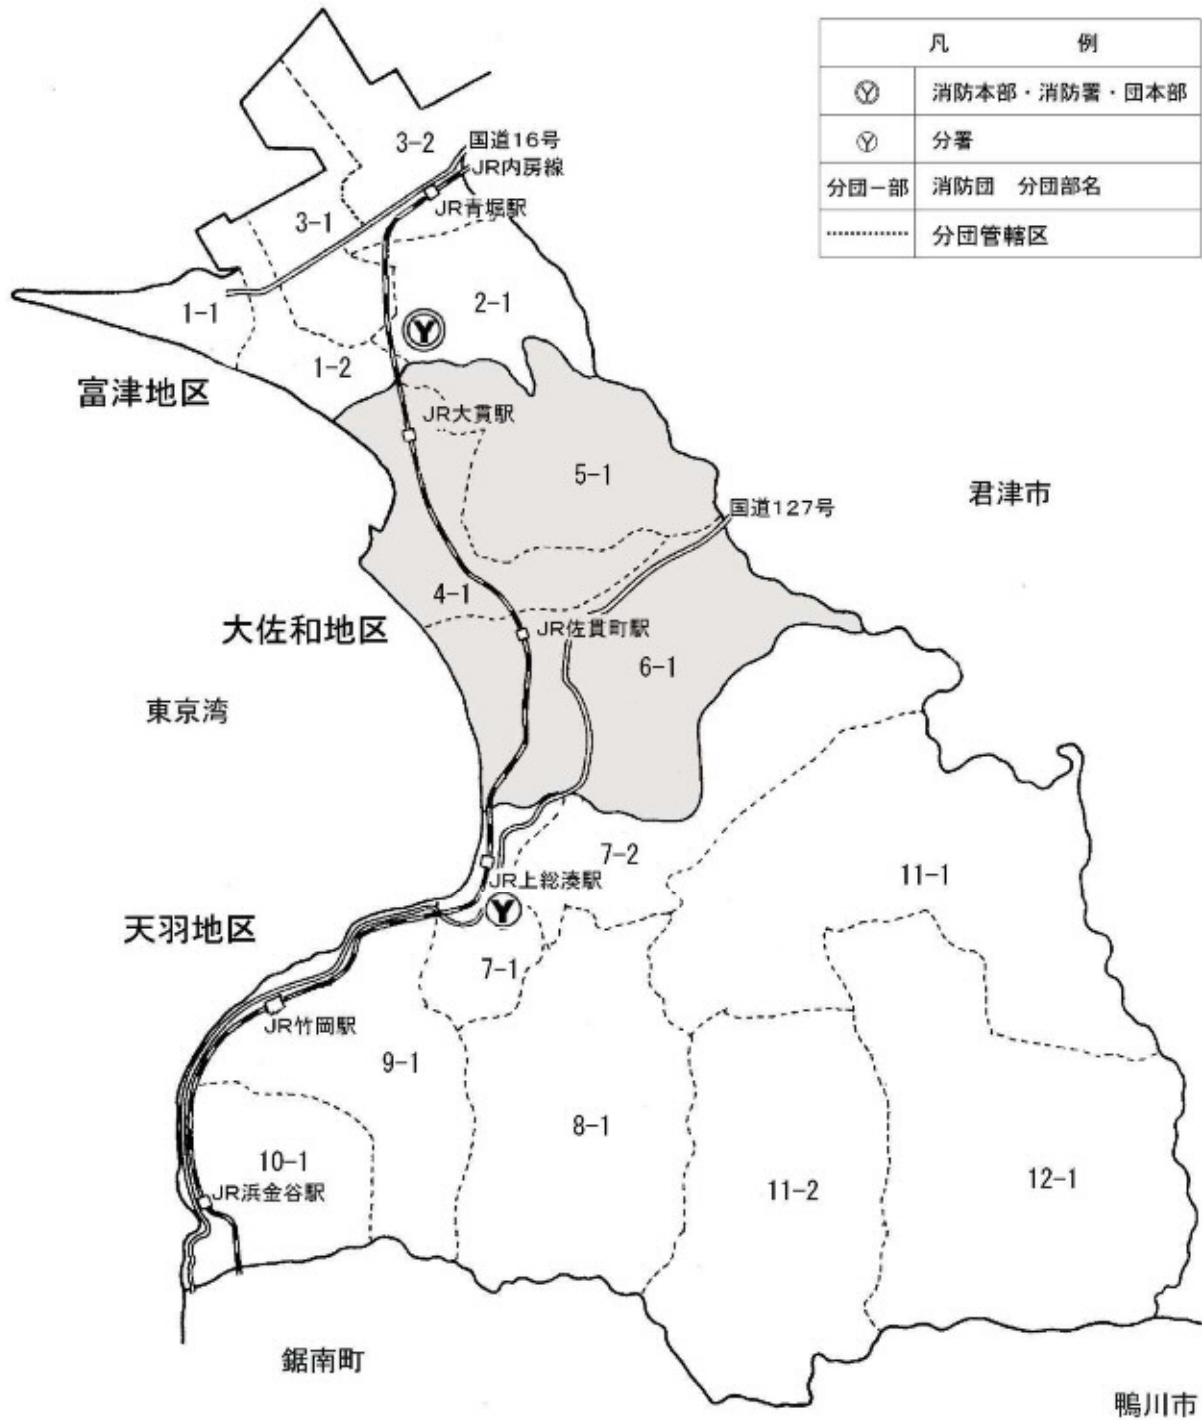 凡 例
消防本部・消防署・団本部
分署
分団－部 消防団 分団部名
分団管轄区
3-2
国道16号
JR内房線
JR青堀駅
3-1
2-1
1-1
Y
1-2
富津地区
JR大貫駅
5-1
君津市
国道127号
4-1
大佐和地区
JR佐貫町駅
6-1
東京湾
7-2
JR上総湊駅
11-1
Y
天羽地区
7-1
JR竹岡駅
9-1
8-1
10-1
12-1
11-2
JR浜金谷駅
鋸南町
鴨川市